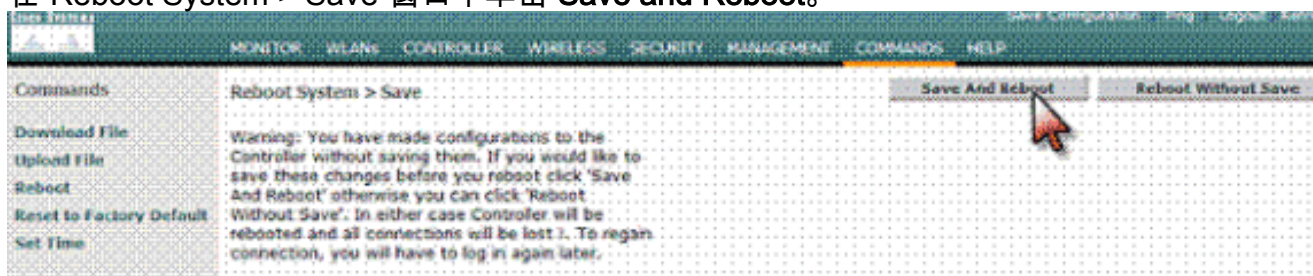 在 Reboot System > Save 窗口中单击 Save and Reboot。
Cisco Systems
Save Configuration Ping Logout
MONITOR WLANs CONTROLLER WIRELESS SECURITY MANAGEMENT COMMANDS HELP
Commands
Download File
Upload File
Reboot
Reset to Factory Default
Set Time
Reboot System > Save
Save And Reboot
Reboot Without Save
Warning: You have made configurations to the
Controller without saving them. If you would like to
save these changes before you reboot click 'Save
And Reboot' otherwise you can click 'Reboot
Without Save'. In either case Controller will be
rebooted and all connections will be lost !. To regain
connection, you will have to log in again later.